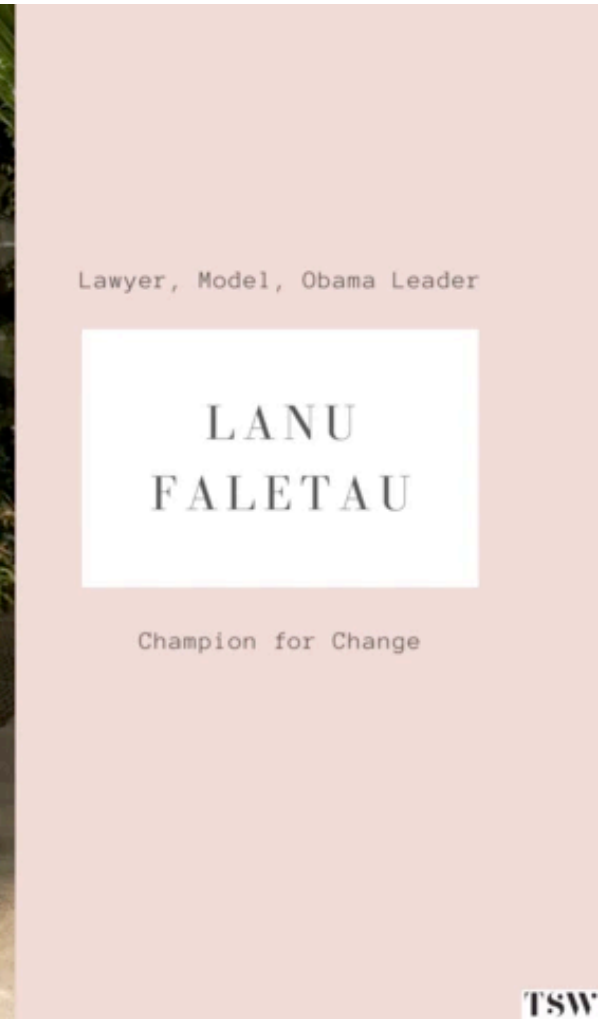 Lawyer, Model, Obama Leader
LANU
FALETAU
Champion for Change
TSW